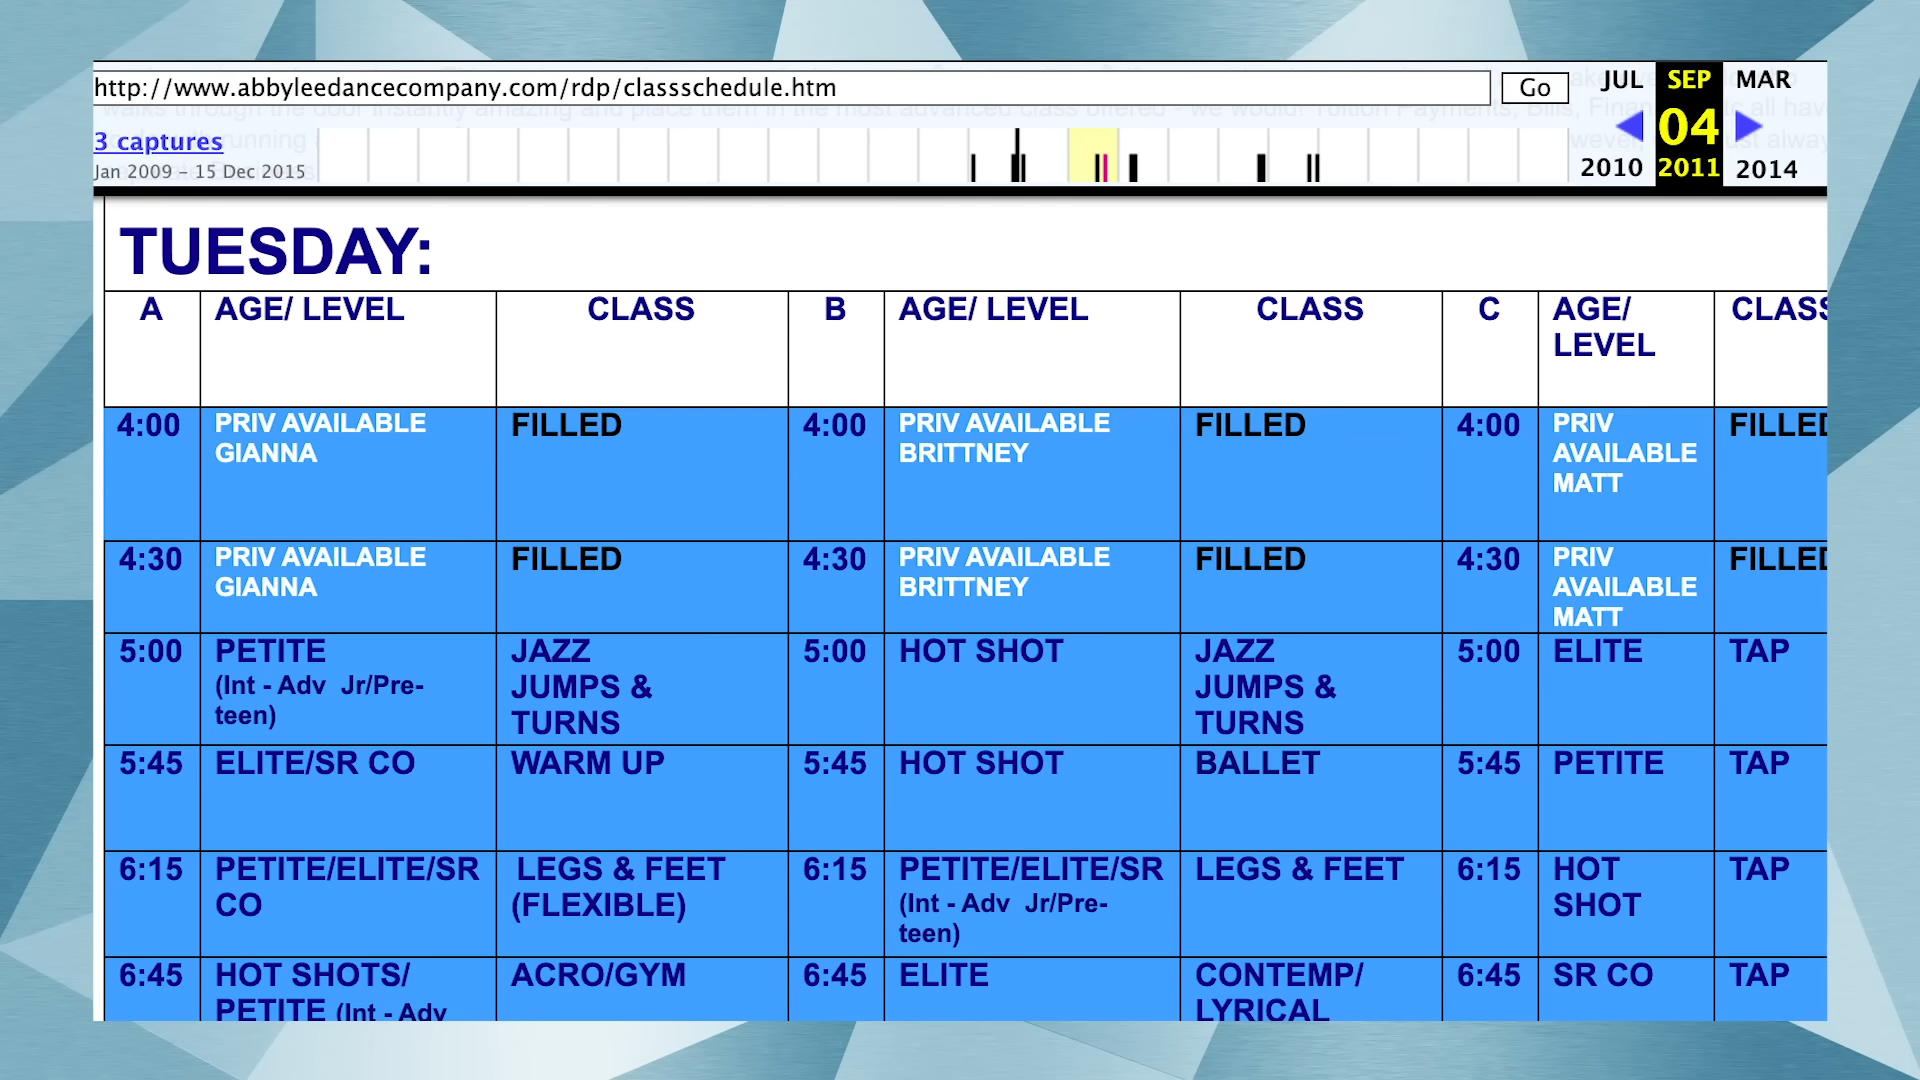 http://www.abbyleedancecompany.com/rdp/classschedule.htm
Go
JUL SEP MAR
3 captures
04
Jan 2009 - 15 Dec 2015
2010 2011 2014
TUESDAY:
A AGE/ LEVEL CLASS B AGE/ LEVEL CLASS C AGE/ CLASS
LEVEL
4:00 PRIV AVAILABLE FILLED 4:00 PRIV AVAILABLE FILLED 4:00 PRIV FILLED
GIANNA BRITTNEY AVAILABLE
MATT
4:30 PRIV AVAILABLE FILLED 4:30 PRIV AVAILABLE FILLED 4:30 PRIV FILLED
GIANNA BRITTNEY AVAILABLE
MATT
5:00 PETITE JAZZ 5:00 HOT SHOT JAZZ 5:00 ELITE TAP
(Int - Adv Jr/Pre- JUMPS & JUMPS &
teen) TURNS TURNS
5:45 ELITE/SR CO WARM UP 5:45 HOT SHOT BALLET 5:45 PETITE TAP
6:15 PETITE/ELITE/SR LEGS & FEET 6:15 PETITE/ELITE/SR LEGS & FEET 6:15 HOT TAP
CO (FLEXIBLE) (Int - Adv Jr/Pre- SHOT
teen)
6:45 HOT SHOTS/ ACRO/GYM 6:45 ELITE CONTEMP/ 6:45 SR CO TAP
PETITE (Int - Adv LYRICAL